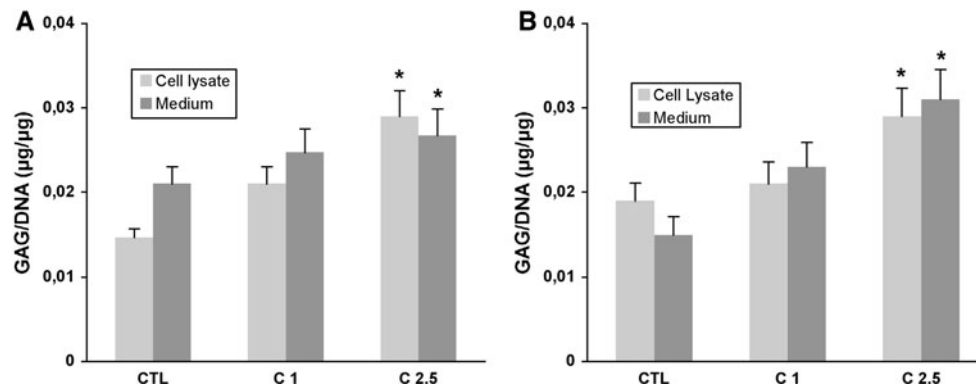 A
GAG/DNA (µg/µg)
0,04
0,03
0,02
0,01
0
Cell lysate
Medium
*
*
CTL
C 1
C 2.5
B
GAG/DNA (µg/µg)
0,04
0,03
0,02
0,01
0
Cell Lysate
Medium
*
*
CTL
C 1
C 2.5